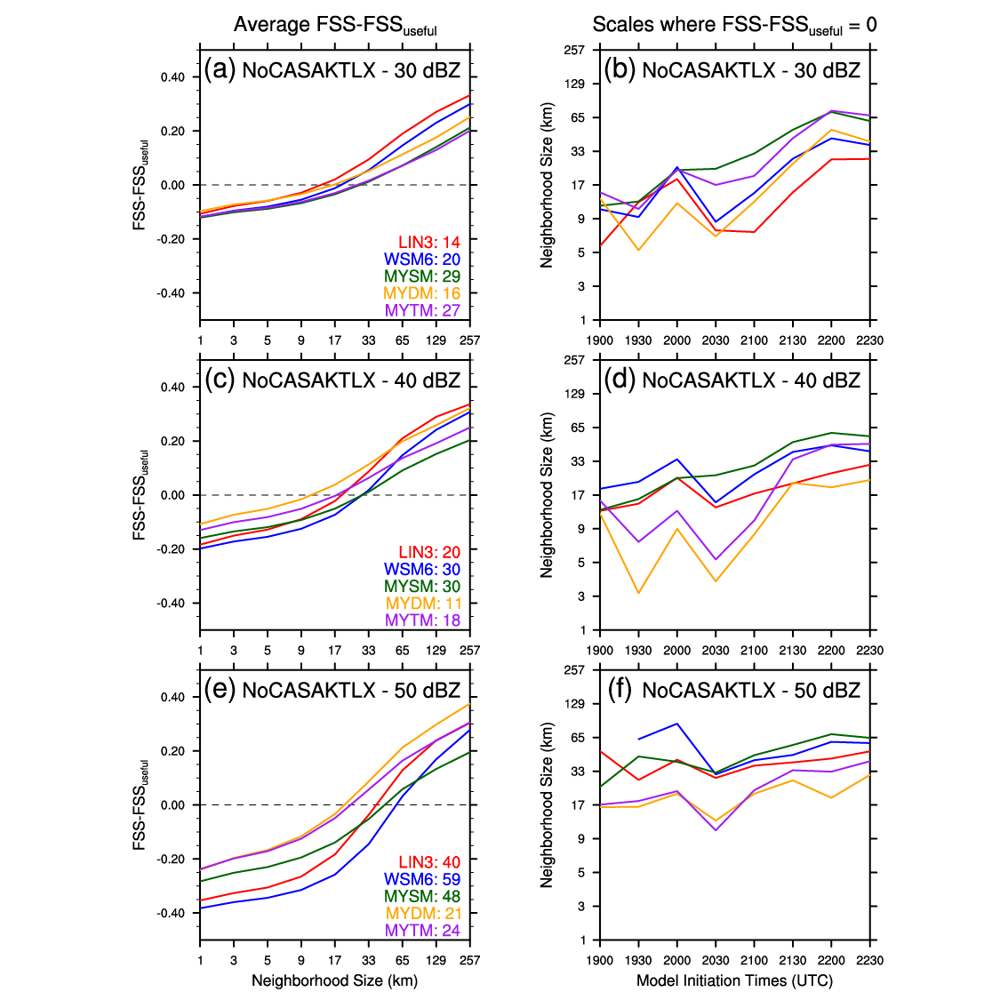 Average FSS-FSSuseful
Scales where FSS-FSSuseful = 0
(a) NoCASAKTLX - 30 dBZ
0.40
0.20
0.00
-0.20
-0.40
FSS-FSSuseful
LIN3: 14
WSM6: 20
MYSM: 29
MYDM: 16
MYTM: 27
1 3 5 9 17 33 65 129 257
(b) NoCASAKTLX - 30 dBZ
257
129
65
33
17
9
5
3
1
Neighborhood Size (km)
1900 1930 2000 2030 2100 2130 2200 2230
(c) NoCASAKTLX - 40 dBZ
0.40
0.20
0.00
-0.20
-0.40
FSS-FSSuseful
LIN3: 20
WSM6: 30
MYSM: 30
MYDM: 11
MYTM: 18
1 3 5 9 17 33 65 129 257
(d) NoCASAKTLX - 40 dBZ
257
129
65
33
17
9
5
3
1
Neighborhood Size (km)
1900 1930 2000 2030 2100 2130 2200 2230
(e) NoCASAKTLX - 50 dBZ
0.40
0.20
0.00
-0.20
-0.40
FSS-FSSuseful
LIN3: 40
WSM6: 59
MYSM: 48
MYDM: 21
MYTM: 24
1 3 5 9 17 33 65 129 257
Neighborhood Size (km)
(f) NoCASAKTLX - 50 dBZ
257
129
65
33
17
9
5
3
1
Neighborhood Size (km)
1900 1930 2000 2030 2100 2130 2200 2230
Model Initiation Times (UTC)